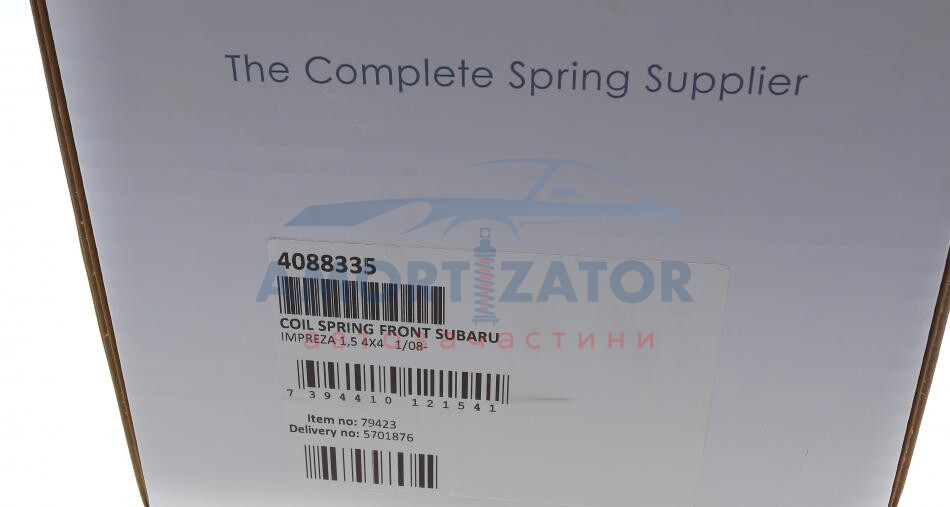 The Complete Spring Supplier
4088335
AMORTIZATOR
COIL SPRING FRONT SUBARU
IMPREZA 1,5 4X4 1/08-
автозапчастини
7 394410 121541
Item no: 79423
Delivery no: 5701876